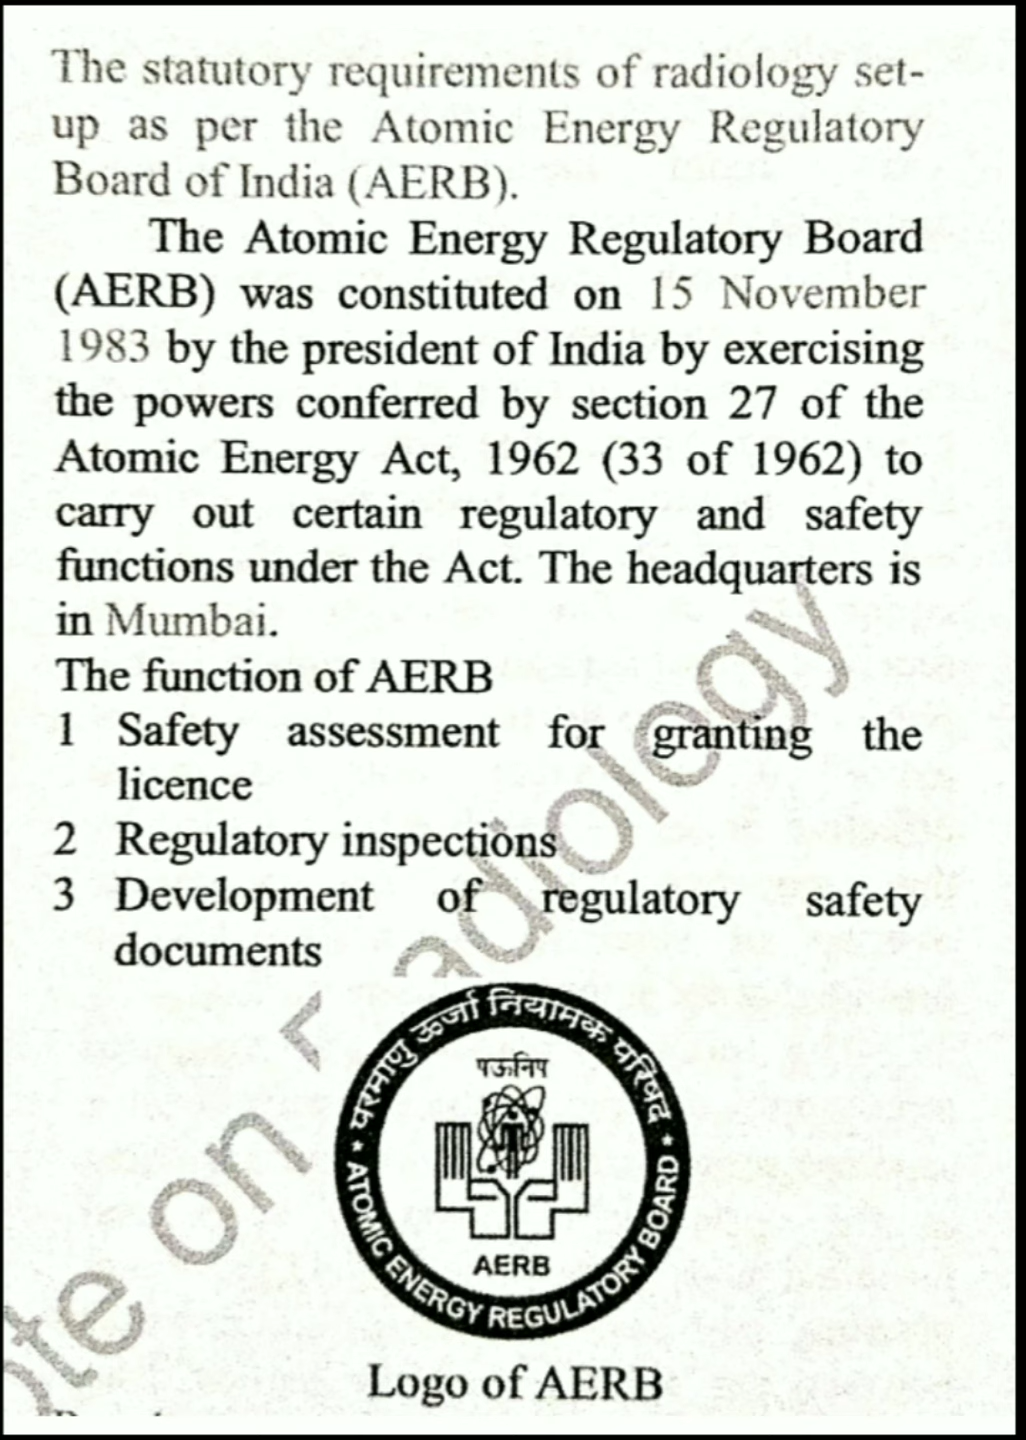 The statutory requirements of radiology set-
up as per the Atomic Energy Regulatory
Board of India (AERB).
The Atomic Energy Regulatory Board
(AERB) was constituted on 15 November
1983 by the president of India by exercising
the powers conferred by section 27 of the
Atomic Energy Act, 1962 (33 of 1962) to
carry out certain regulatory and safety
functions under the Act. The headquarters is
in Mumbai.
The function of AERB
1 Safety assessment for granting the
licence
2 Regulatory inspections
3 Development of regulatory safety
documents
परमाणु ऊर्जा नियामक परिषद
पऊनिप
AERB
ATOMIC ENERGY REGULATORY BOARD
Logo of AERB
on